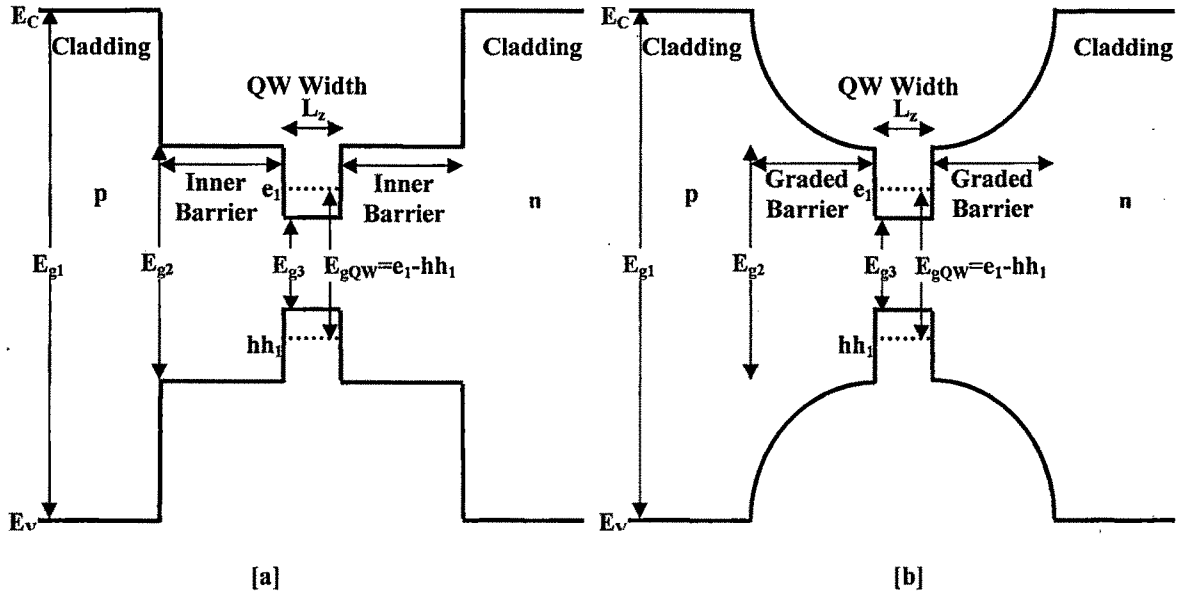 E_C
Cladding
Cladding
QW Width
L_z
Inner
Barrier
e_1
Inner
Barrier
p
n
E_g1
E_g2
E_g3
E_gQW=e_1-hh_1
hh_1
E_V
[a]
E_C
Cladding
Cladding
QW Width
L_z
Graded
Barrier
e_1
Graded
Barrier
p
n
E_g1
E_g2
E_g3
E_gQW=e_1-hh_1
hh_1
E_V
[b]